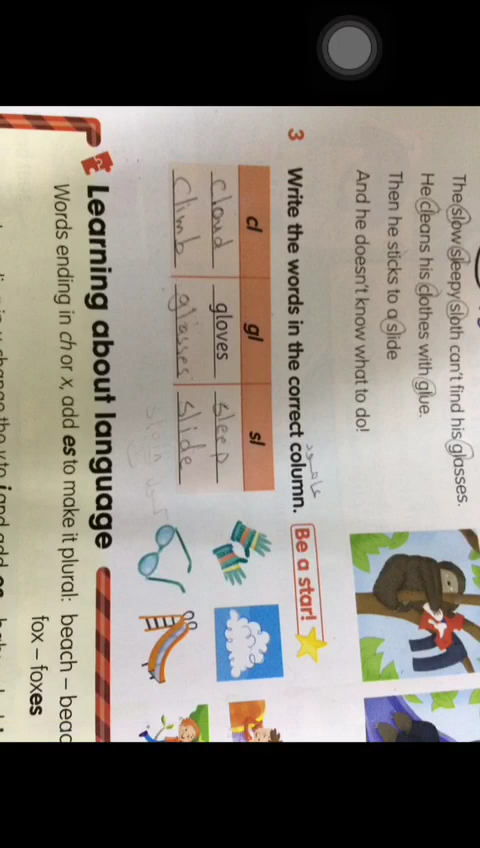 The slow sleepy sloth can't find his glasses.
He cleans his clothes with glue.
Then he sticks to a slide
And he doesn't know what to do!
3 Write the words in the correct column. Be a star!
عامود
cl gl sl
cloud gloves sleep
climb glasses slide
Learning about language
Words ending in ch or x, add es to make it plural: beach – beac
fox – foxes